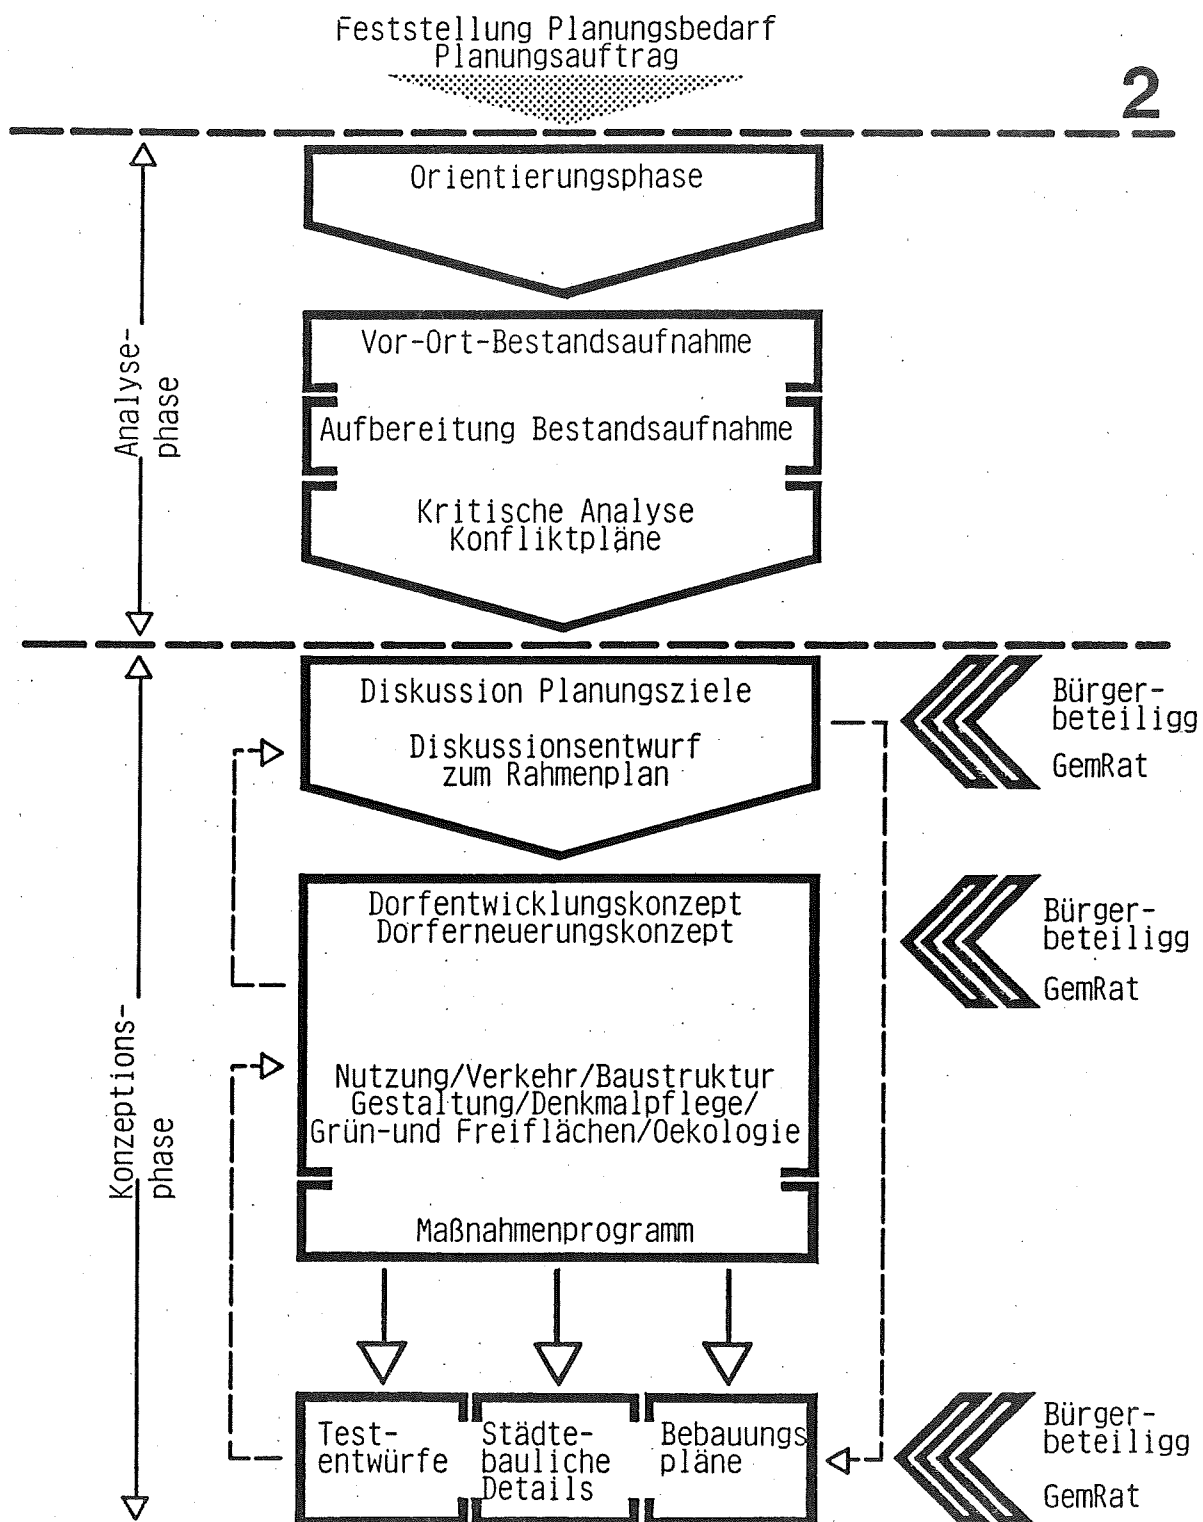 Feststellung Planungsbedarf
Planungsauftrag
2
Orientierungsphase
Vor-Ort-Bestandsaufnahme
Aufbereitung Bestandsaufnahme
Kritische Analyse
Konfliktpläne
Analyse-
phase
Diskussion Planungsziele
Diskussionsentwurf
zum Rahmenplan
Bürger-
beteiligg
GemRat
Dorfentwicklungskonzept
Dorferneuerungskonzept
Bürger-
beteiligg
GemRat
Nutzung/Verkehr/Baustruktur
Gestaltung/Denkmalpflege/
Grün-und Freiflächen/Oekologie
Maßnahmenprogramm
Konzeptions-
phase
Test-
entwürfe
Städte-
bauliche
Details
Bebauungs
pläne
Bürger-
beteiligg
GemRat